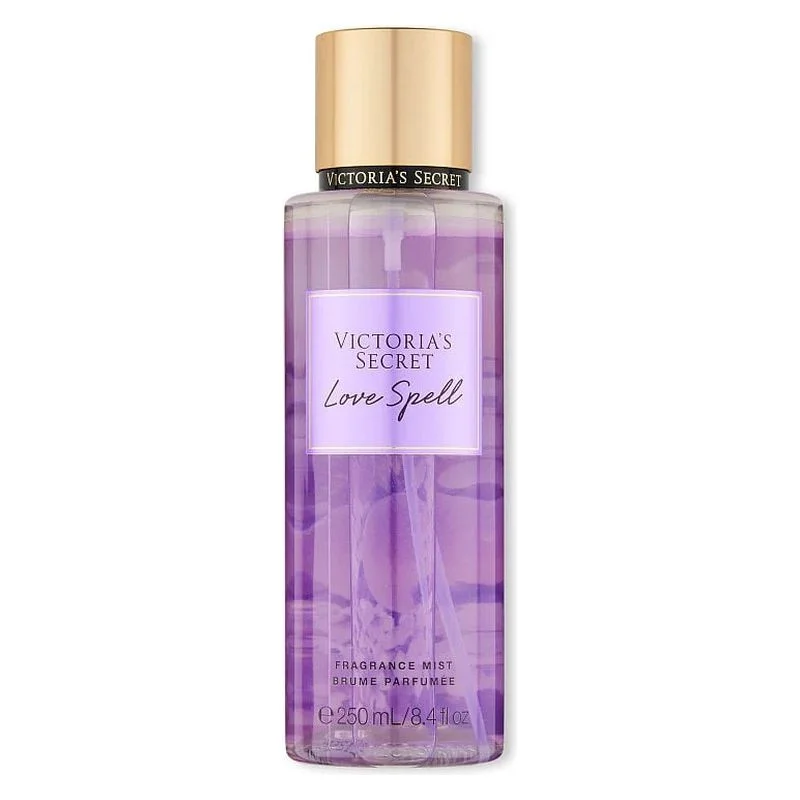 VICTORIA'S SECRET
VICTORIA'S
SECRET
Love Spell
FRAGRANCE MIST
BRUME PARFUMÉE
℮ 250 mL/8.4 fl oz